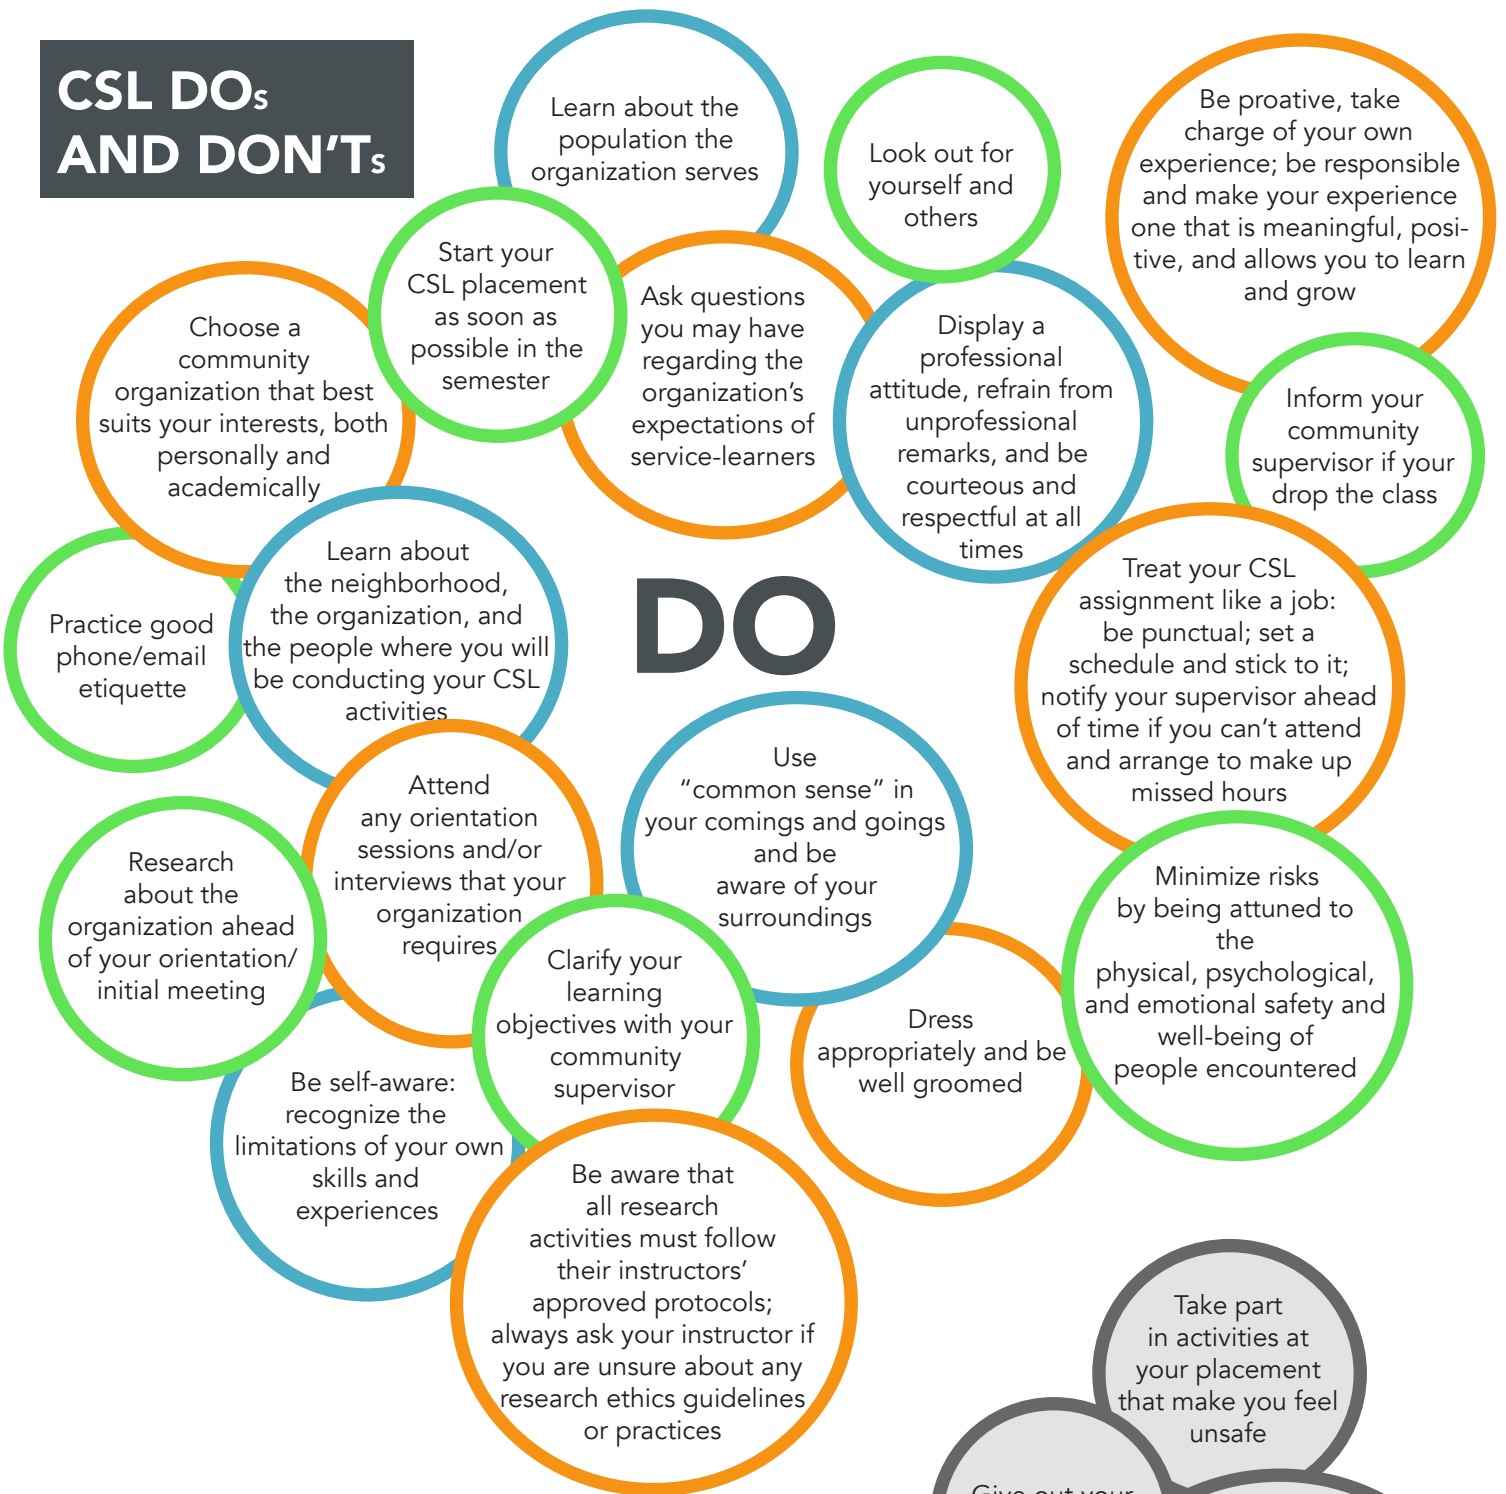 CSL DOs
AND DON'Ts
Learn about the
population the
organization serves
Look out for
yourself and
others
Be proative, take
charge of your own
experience; be responsible
and make your experience
one that is meaningful, posi-
tive, and allows you to learn
and grow
Start your
CSL placement
as soon as
possible in the
semester
Ask questions
you may have
regarding the
organization's
expectations of
service-learners
Choose a
community
organization that best
suits your interests, both
personally and
academically
Display a
professional
attitude, refrain from
unprofessional
remarks, and be
courteous and
respectful at all
times
Inform your
community
supervisor if your
drop the class
Practice good
phone/email
etiquette
Learn about
the neighborhood,
the organization, and
the people where you will
be conducting your CSL
activities
DO
Treat your CSL
assignment like a job:
be punctual; set a
schedule and stick to it;
notify your supervisor ahead
of time if you can't attend
and arrange to make up
missed hours
Attend
any orientation
sessions and/or
interviews that your
organization
requires
Use
"common sense" in
your comings and goings
and be
aware of your
surroundings
Research
about the
organization ahead
of your orientation/
initial meeting
Minimize risks
by being attuned to
the
physical, psychological,
and emotional safety and
well-being of
people encountered
Clarify your
learning
objectives with your
community
supervisor
Dress
appropriately and be
well groomed
Be self-aware:
recognize the
limitations of your own
skills and
experiences
Be aware that
all research
activities must follow
their instructors'
approved protocols;
always ask your instructor if
you are unsure about any
research ethics guidelines
or practices
Take part
in activities at
your placement
that make you feel
unsafe
Give out your